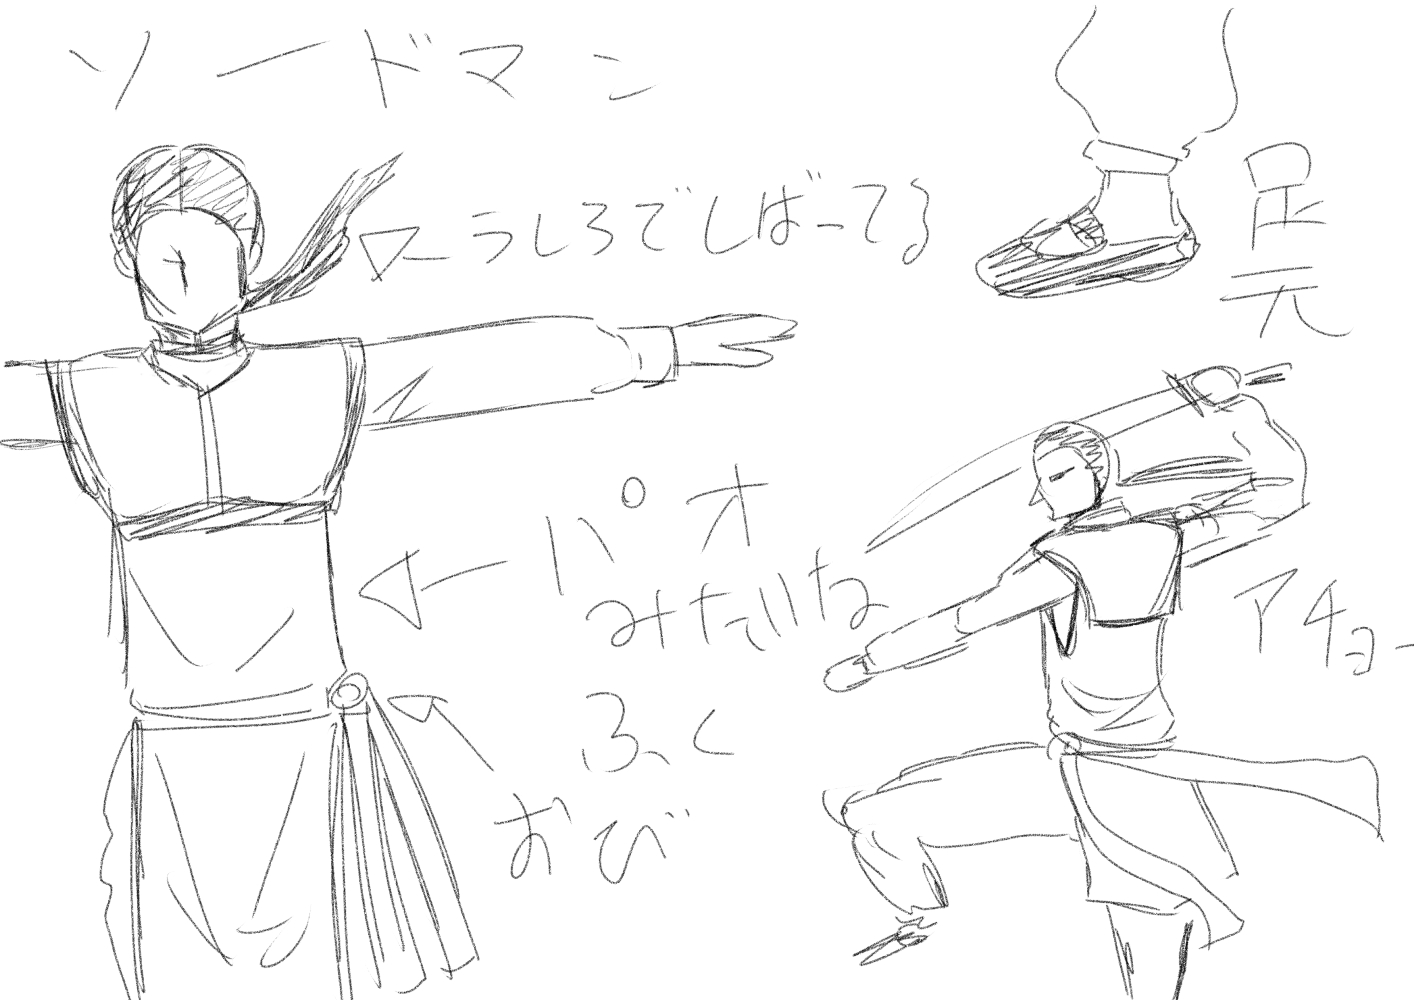 ソードマン
うしろでしばってる
足元
パオ
みたいな
ふく
おび
アチョー